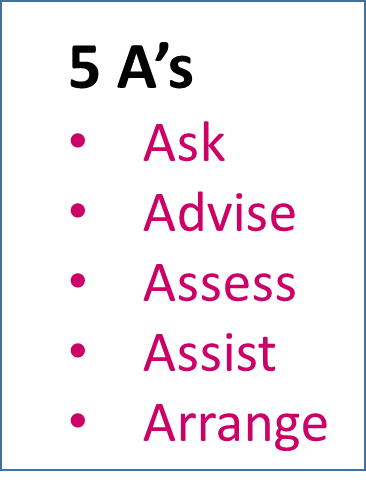 5 A’s
• Ask
• Advise
• Assess
• Assist
• Arrange